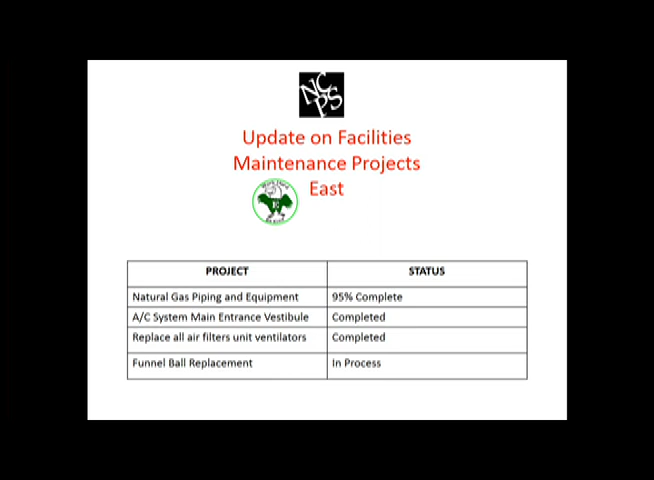 NCPS
Update on Facilities
Maintenance Projects
East
E
PROJECT STATUS
Natural Gas Piping and Equipment 95% Complete
A/C System Main Entrance Vestibule Completed
Replace all air filters unit ventilators Completed
Funnel Ball Replacement In Process